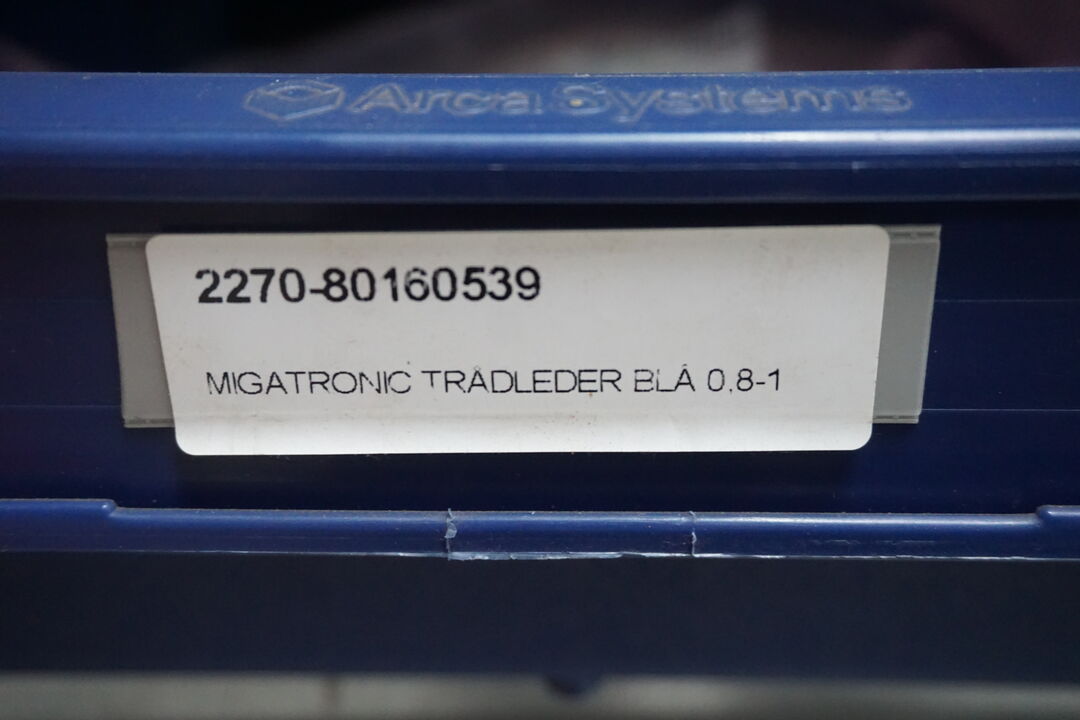 Arca Systems
2270-80160539
MIGATRONIC TRÅDLEDER BLÅ 0,8-1